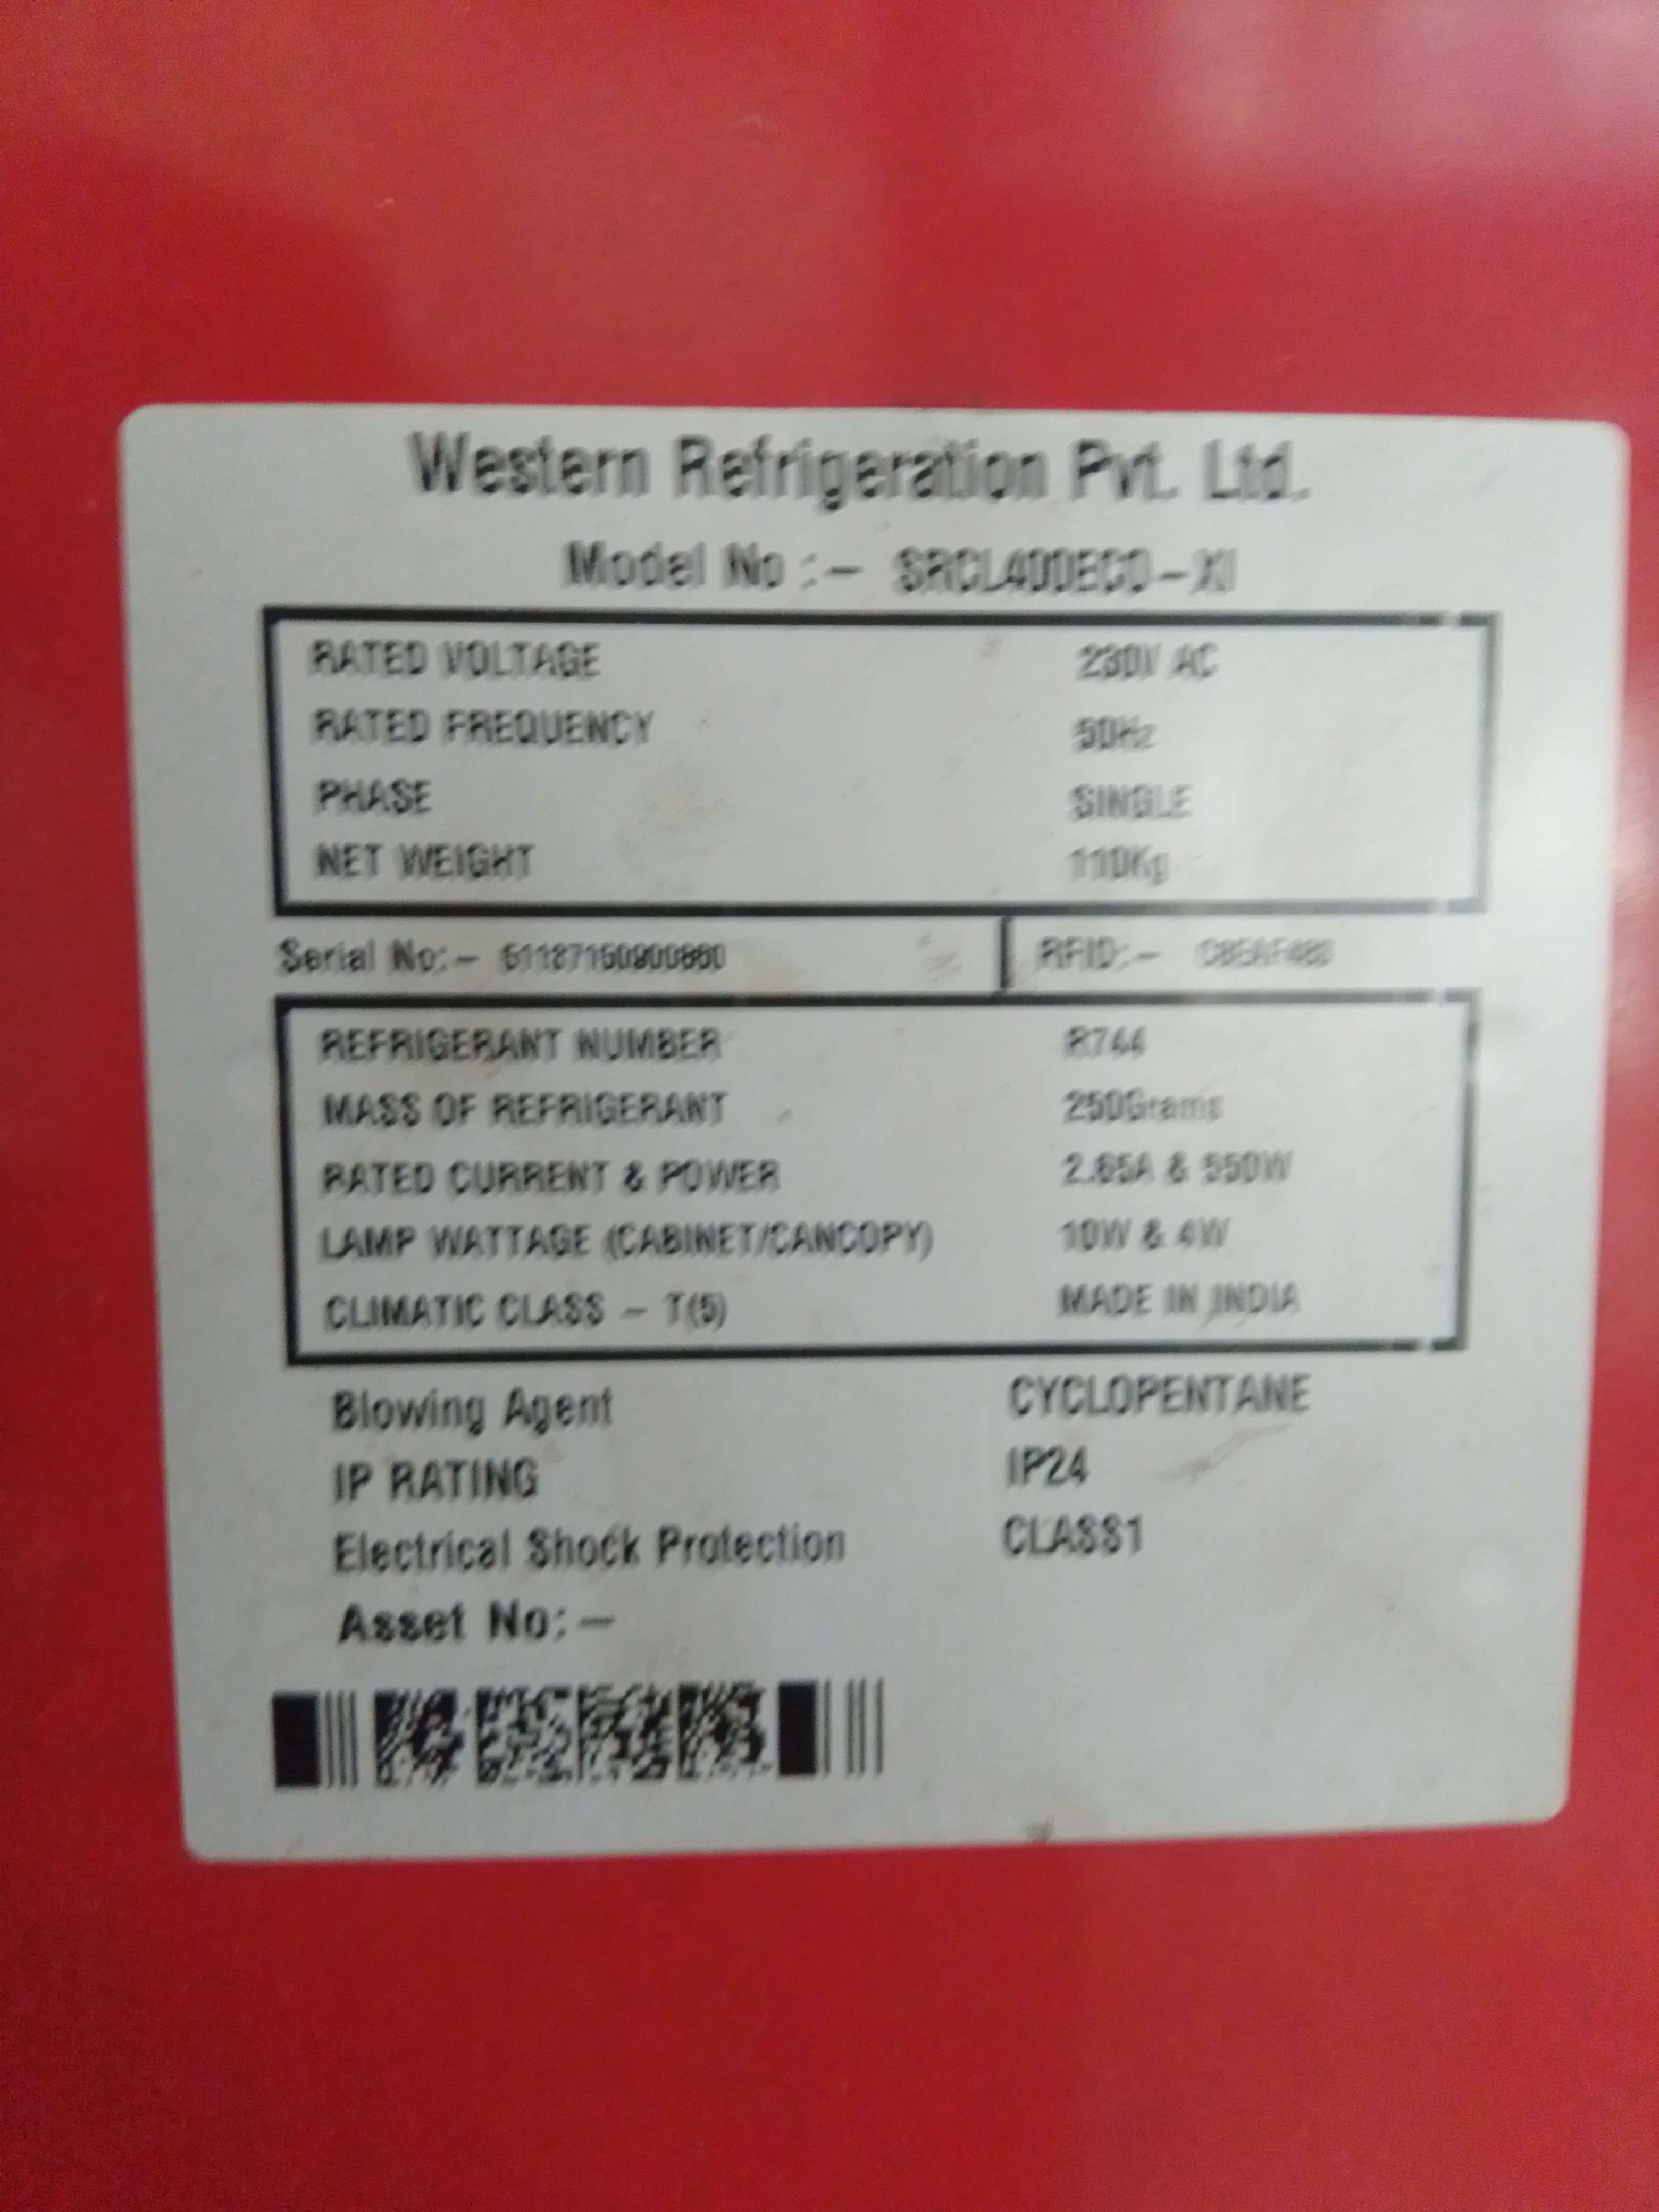 Western Refrigeration Pvt. Ltd.
Model No :- SRCL400ECO-XI
RATED VOLTAGE 230V AC
RATED FREQUENCY 50Hz
PHASE SINGLE
NET WEIGHT 110Kg
Serial No:- RFID:-
REFRIGERANT NUMBER R744
MASS OF REFRIGERANT 250Grams
RATED CURRENT & POWER 2.65A & 550W
LAMP WATTAGE (CABINET/CANCOPY) 10W & 4W
CLIMATIC CLASS - T(5) MADE IN INDIA
Blowing Agent CYCLOPENTANE
IP RATING IP24
Electrical Shock Protection CLASS1
Asset No:-